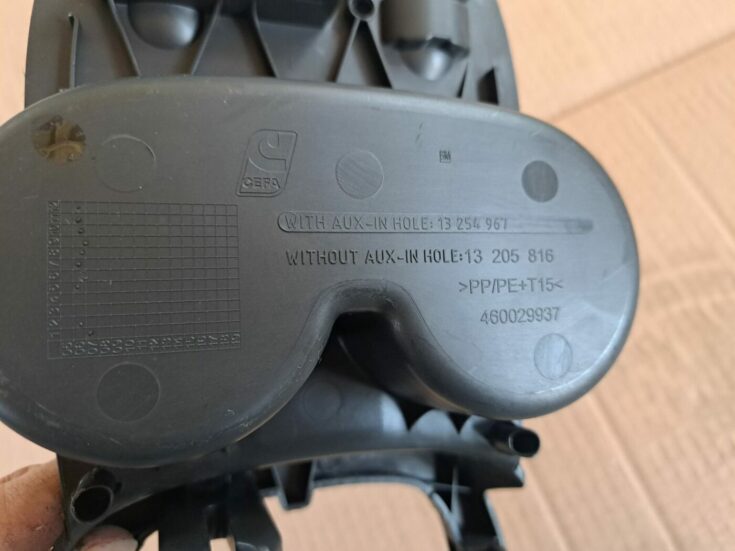 GM
CEFA
WITH AUX-IN HOLE: 13 254 967
WITHOUT AUX-IN HOLE:13 205 816
>PP/PE+T15<
460029937